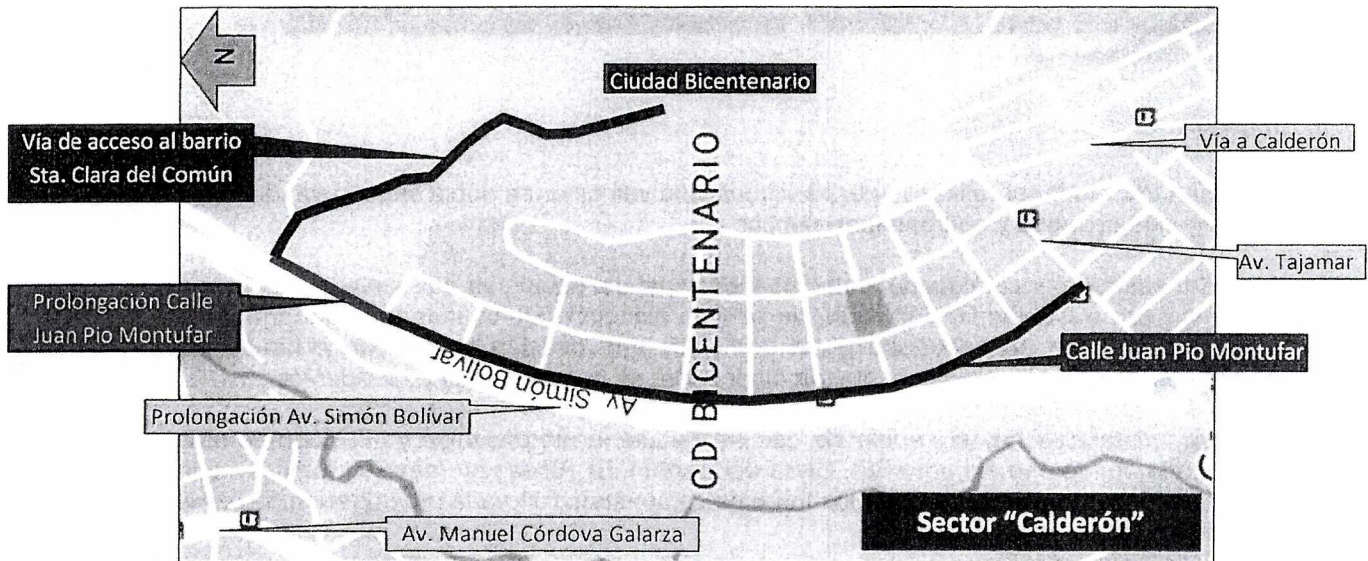 N
Ciudad Bicentenario
Vía de acceso al barrio
Sta. Clara del Común
Vía a Calderón
Av. Tajamar
CD BICENTENARIO
Prolongación Calle
Juan Pio Montufar
Av. Simón Bolívar
Calle Juan Pio Montufar
Prolongación Av. Simón Bolívar
Av. Manuel Córdova Galarza
Sector “Calderón”